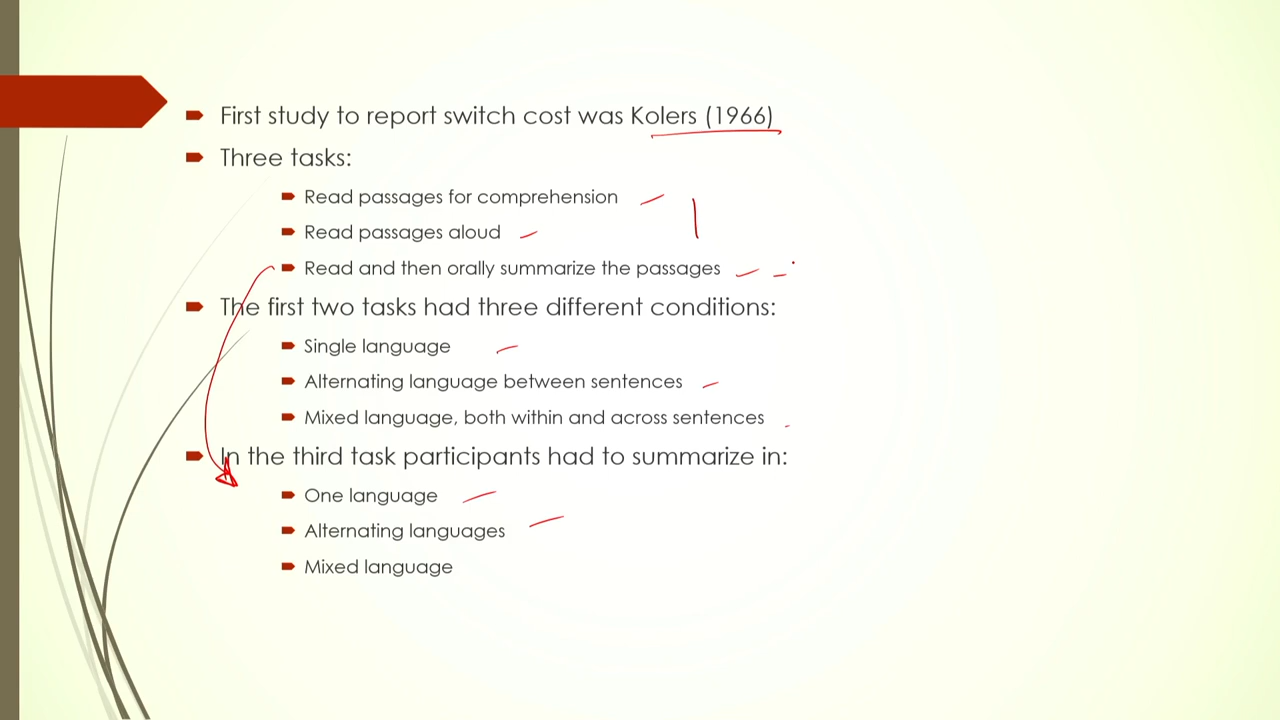 First study to report switch cost was Kolers (1966)
Three tasks:
Read passages for comprehension
Read passages aloud
Read and then orally summarize the passages
The first two tasks had three different conditions:
Single language
Alternating language between sentences
Mixed language, both within and across sentences
In the third task participants had to summarize in:
One language
Alternating languages
Mixed language